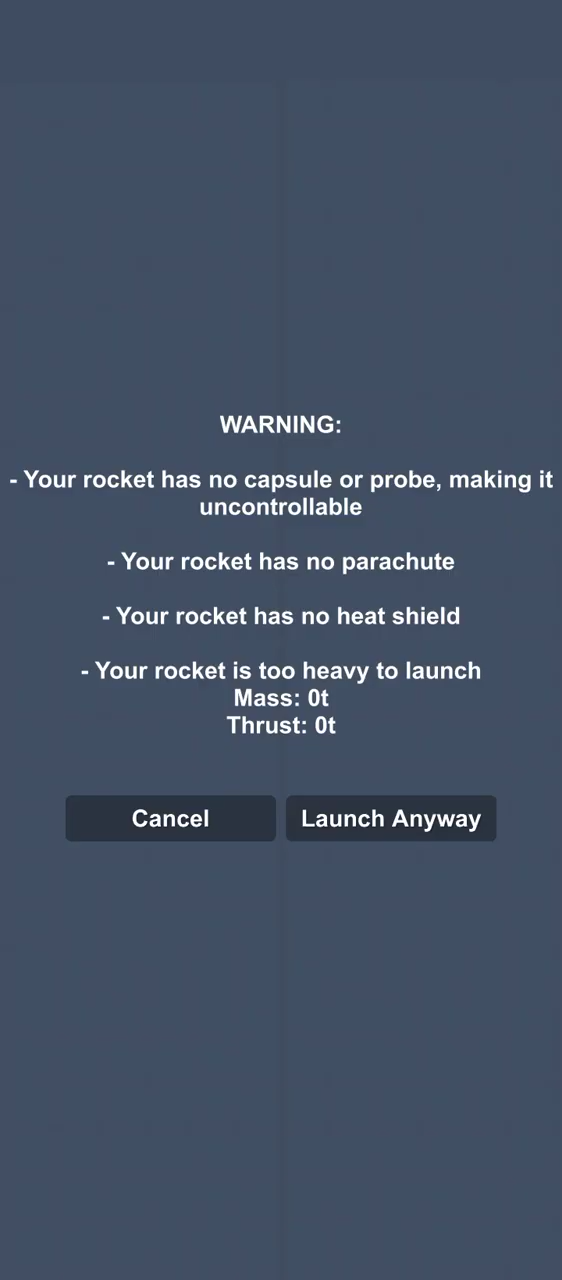 WARNING:
- Your rocket has no capsule or probe, making it
uncontrollable
- Your rocket has no parachute
- Your rocket has no heat shield
- Your rocket is too heavy to launch
Mass: 0t
Thrust: 0t
Cancel
Launch Anyway